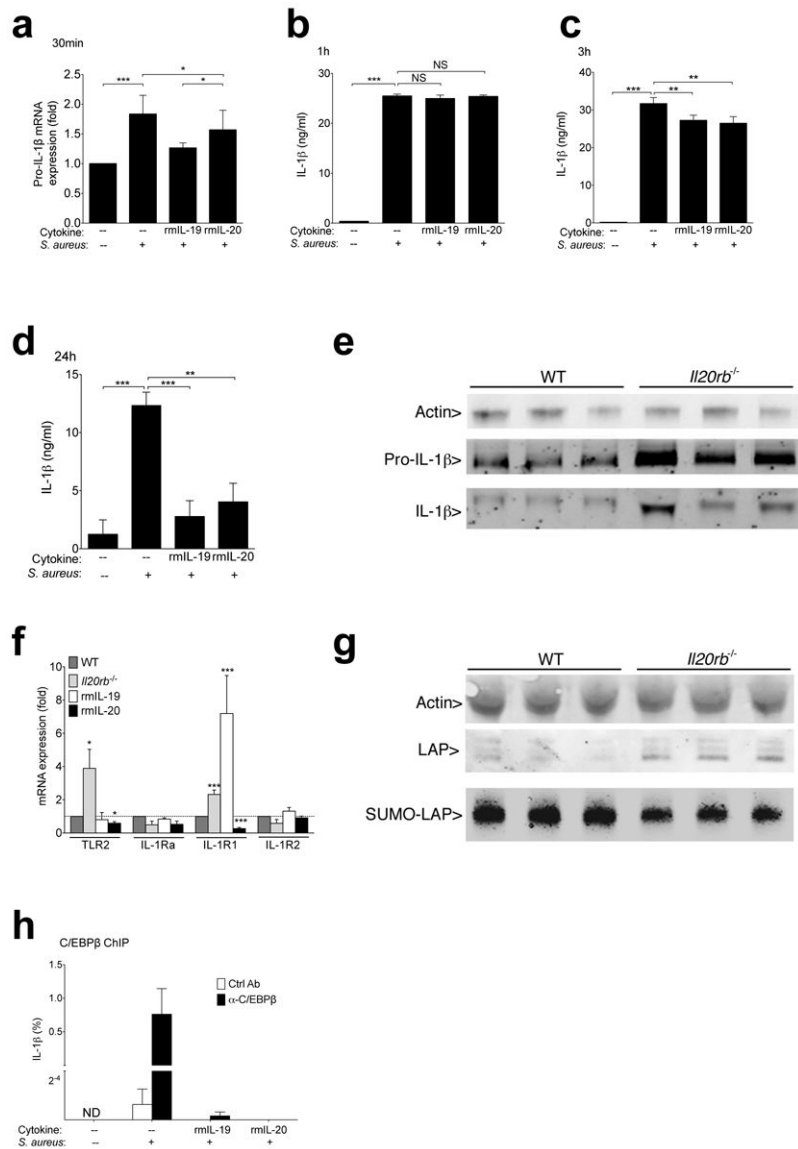 a
30min
Pro-IL-1β mRNA
expression (fold)
2.5
2.0
1.5
1.0
0.5
0.0
***
*
*
Cytokine: -- -- rmIL-19 rmIL-20
S. aureus: -- + + +
b
1h
IL-1β (ng/ml)
30
20
10
0
***
NS
NS
Cytokine: -- -- rmIL-19 rmIL-20
S. aureus: -- + + +
c
3h
IL-1β (ng/ml)
40
30
20
10
0
***
**
**
Cytokine: -- -- rmIL-19 rmIL-20
S. aureus: -- + + +
d
24h
IL-1β (ng/ml)
15
10
5
0
***
***
**
Cytokine: -- -- rmIL-19 rmIL-20
S. aureus: -- + + +
e
WT Il20rb-/-
Actin>
Pro-IL-1β>
IL-1β>
f
WT
Il20rb-/-
rmIL-19
rmIL-20
mRNA expression (fold)
10
8
6
4
2
0
*
*
***
***
***
TLR2 IL-1Ra IL-1R1 IL-1R2
g
WT Il20rb-/-
Actin>
LAP>
SUMO-LAP>
h
C/EBPβ ChIP
Ctrl Ab
α-C/EBPβ
IL-1β (%)
1.5
1.0
0.5
2-4
ND
Cytokine: -- -- rmIL-19 rmIL-20
S. aureus: -- + + +